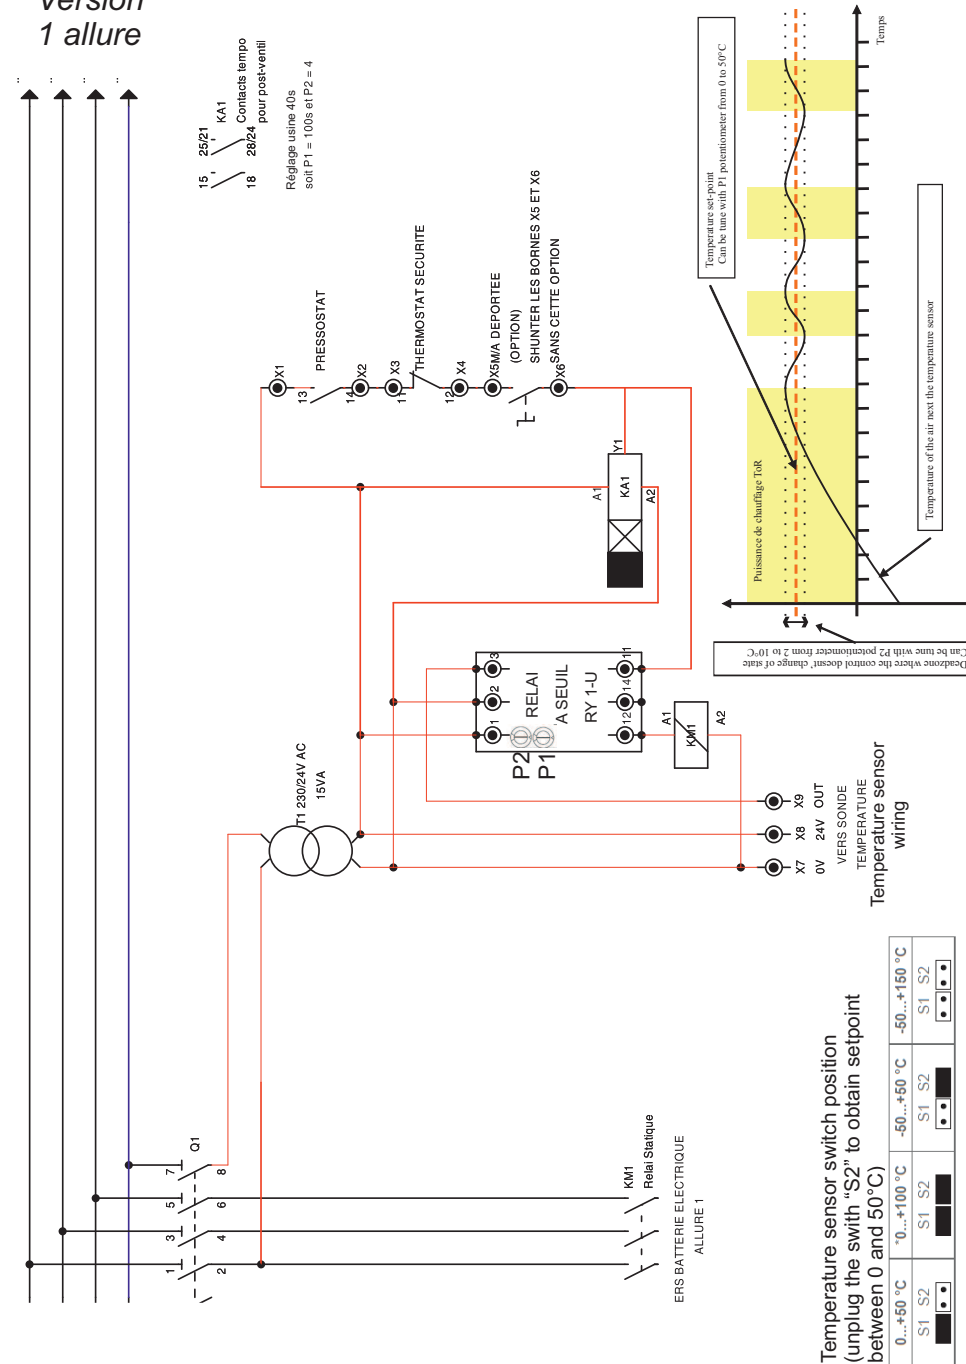 Version
1 allure
15
25/21
KA1
Contacts tempo
pour post-ventil
18
28/24
Réglage usine 40s
soit P1 = 100s et P2 = 4
X1
13
PRESSOSTAT
14
X2
X3
11
THERMOSTAT SECURITE
12
X4
X5
M/A DEPORTEE
(OPTION)
SHUNTER LES BORNES X5 ET X6
SANS CETTE OPTION
X6
Y1
A1
KA1
A2
T1 230/24V AC
15VA
1
2
3
RELAI
A SEUIL
RY 1-U
P2
P1
12
14
11
A1
KM1
A2
X7
X8
X9
0V
24V
OUT
VERS SONDE
TEMPERATURE
Temperature sensor
wiring
Q1
1
3
5
7
2
4
6
8
KM1
Relai Statique
ERS BATTERIE ELECTRIQUE
ALLURE 1
Temps
Temperature set-point
Can be tune with P1 potentiometer from 0 to 50°C
Puissance de chauffage ToR
Temperature of the air next the temperature sensor
Deadzone where the control doesnt' change of state
Can be tune with P2 potentiometer from 2 to 10°C
Temperature sensor switch position
(unplug the swith “S2” to obtain setpoint
between 0 and 50°C)
0...+50 °C
*0...+100 °C
-50...+50 °C
-50...+150 °C
S1 S2
S1 S2
S1 S2
S1 S2